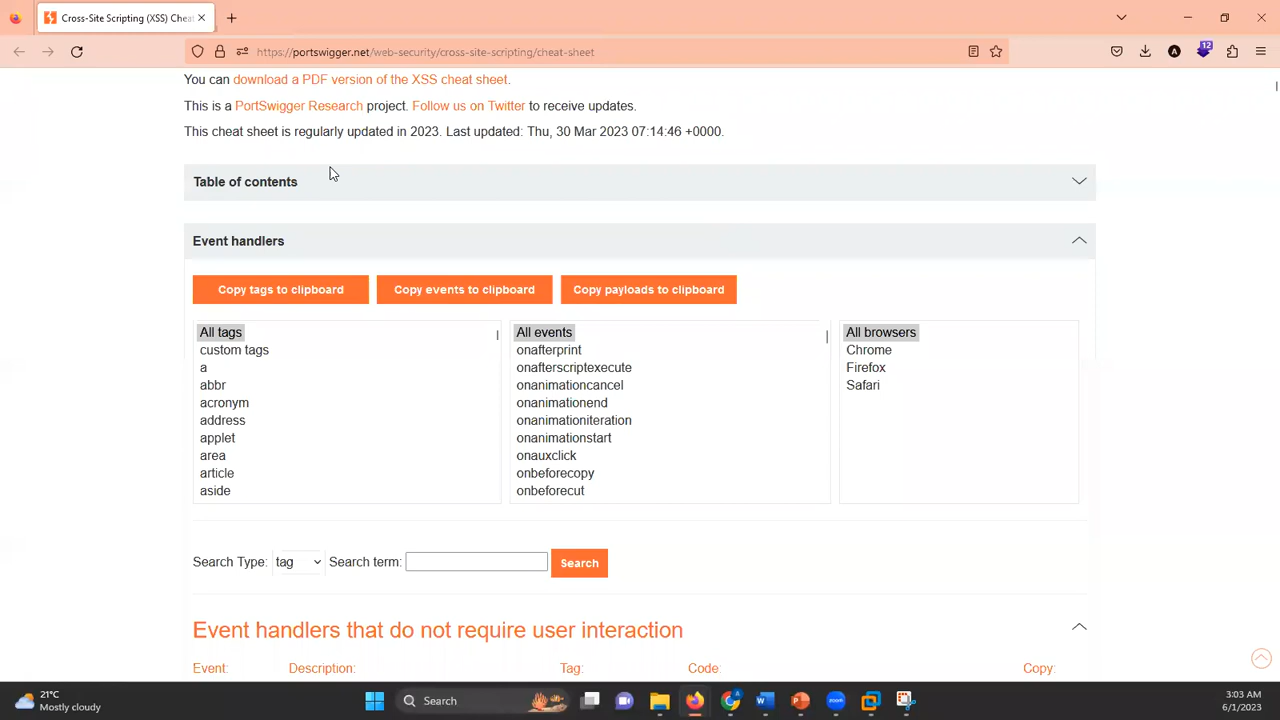 Cross-Site Scripting (XSS) Cheat
https://portswigger.net/web-security/cross-site-scripting/cheat-sheet
12
You can download a PDF version of the XSS cheat sheet.
This is a PortSwigger Research project. Follow us on Twitter to receive updates.
This cheat sheet is regularly updated in 2023. Last updated: Thu, 30 Mar 2023 07:14:46 +0000.
Table of contents
Event handlers
Copy tags to clipboard Copy events to clipboard Copy payloads to clipboard
All tags All events All browsers
custom tags onafterprint Chrome
a onafterscriptexecute Firefox
abbr onanimationcancel Safari
acronym onanimationend
address onanimationiteration
applet onanimationstart
area onauxclick
article onbeforecopy
aside onbeforecut
Search Type: tag Search term: Search
Event handlers that do not require user interaction
Event: Description: Tag: Code: Copy:
21°C
Mostly cloudy
Search
3:03 AM
6/1/2023